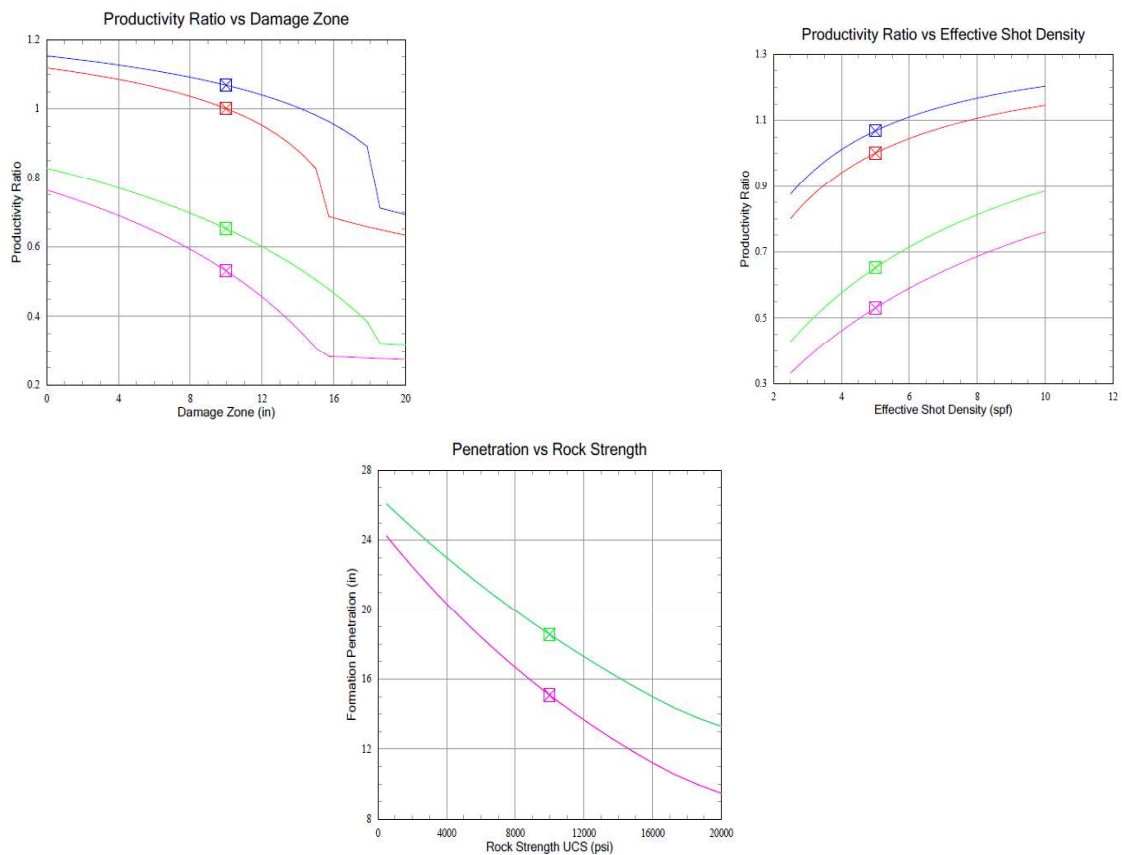 Productivity Ratio vs Damage Zone
1.2
1
0.8
0.6
0.4
0.2
Productivity Ratio
0 4 8 12 16 20
Damage Zone (in)
Productivity Ratio vs Effective Shot Density
1.3
1.1
0.9
0.7
0.5
0.3
Productivity Ratio
2 4 6 8 10 12
Effective Shot Density (spf)
Penetration vs Rock Strength
28
24
20
16
12
8
Formation Penetration (in)
0 4000 8000 12000 16000 20000
Rock Strength UCS (psi)